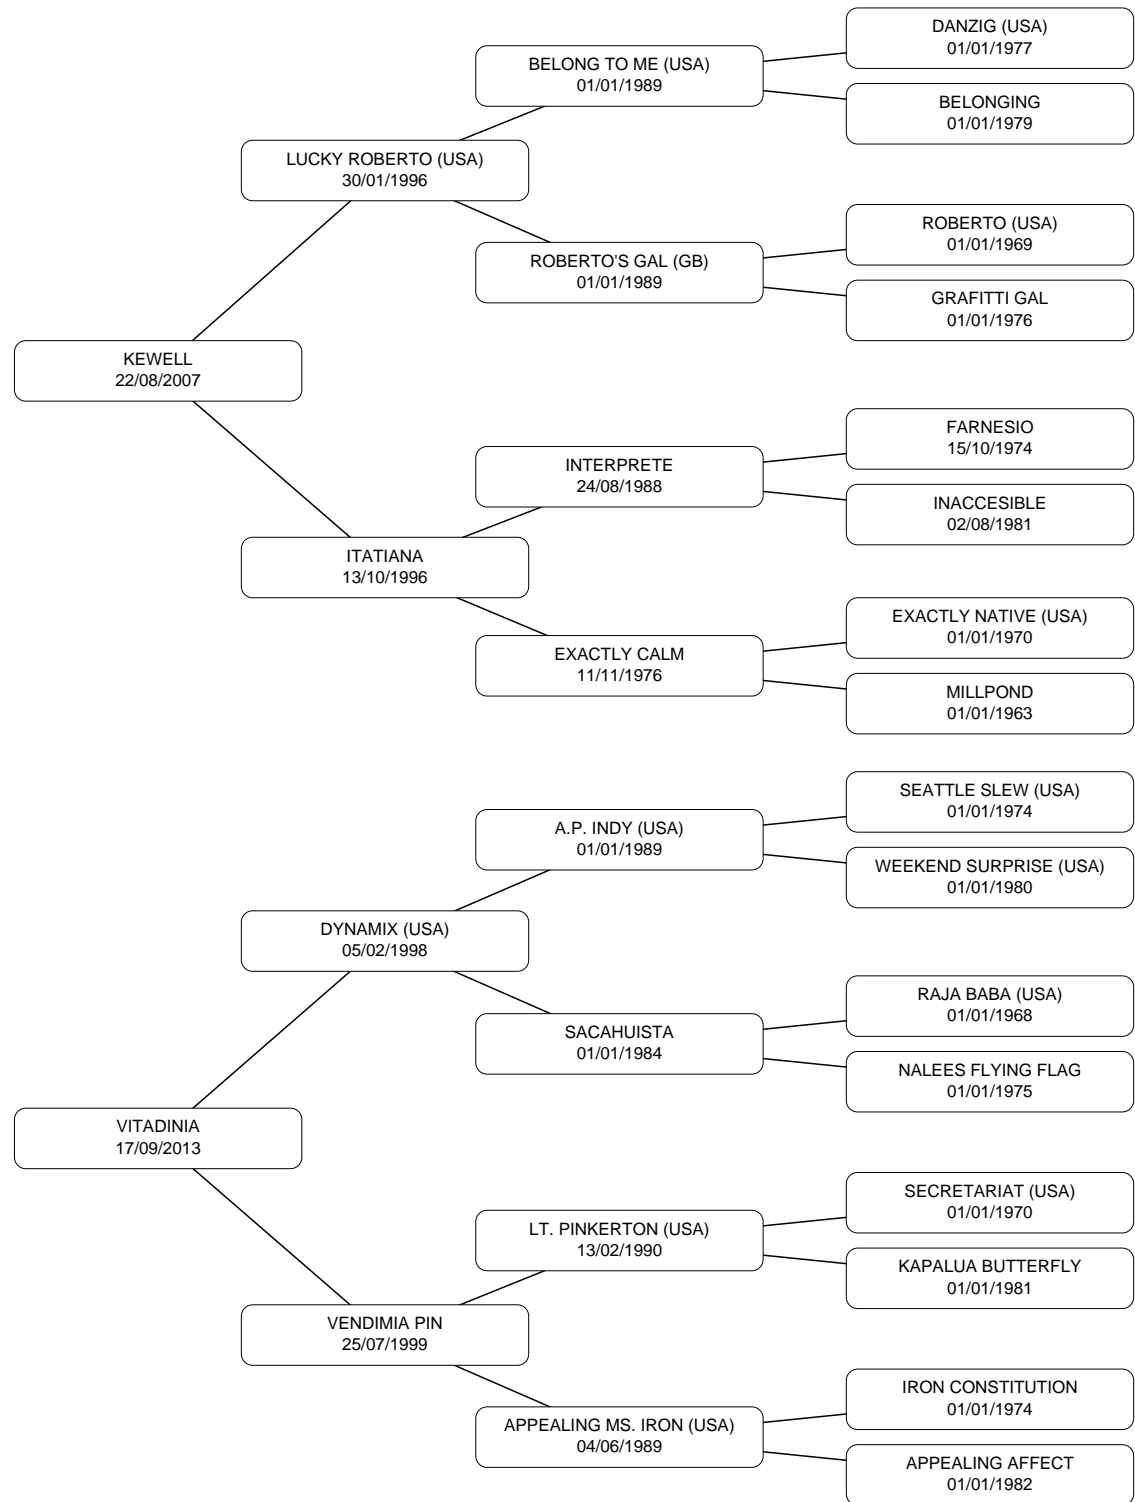 DANZIG (USA)
01/01/1977
BELONG TO ME (USA)
01/01/1989
BELONGING
01/01/1979
LUCKY ROBERTO (USA)
30/01/1996
ROBERTO (USA)
01/01/1969
ROBERTO'S GAL (GB)
01/01/1989
GRAFITTI GAL
01/01/1976
KEWELL
22/08/2007
FARNESIO
15/10/1974
INTERPRETE
24/08/1988
INACCESIBLE
02/08/1981
ITATIANA
13/10/1996
EXACTLY NATIVE (USA)
01/01/1970
EXACTLY CALM
11/11/1976
MILLPOND
01/01/1963
SEATTLE SLEW (USA)
01/01/1974
A.P. INDY (USA)
01/01/1989
WEEKEND SURPRISE (USA)
01/01/1980
DYNAMIX (USA)
05/02/1998
RAJA BABA (USA)
01/01/1968
SACAHUISTA
01/01/1984
NALEES FLYING FLAG
01/01/1975
VITADINIA
17/09/2013
SECRETARIAT (USA)
01/01/1970
LT. PINKERTON (USA)
13/02/1990
KAPALUA BUTTERFLY
01/01/1981
VENDIMIA PIN
25/07/1999
IRON CONSTITUTION
01/01/1974
APPEALING MS. IRON (USA)
04/06/1989
APPEALING AFFECT
01/01/1982